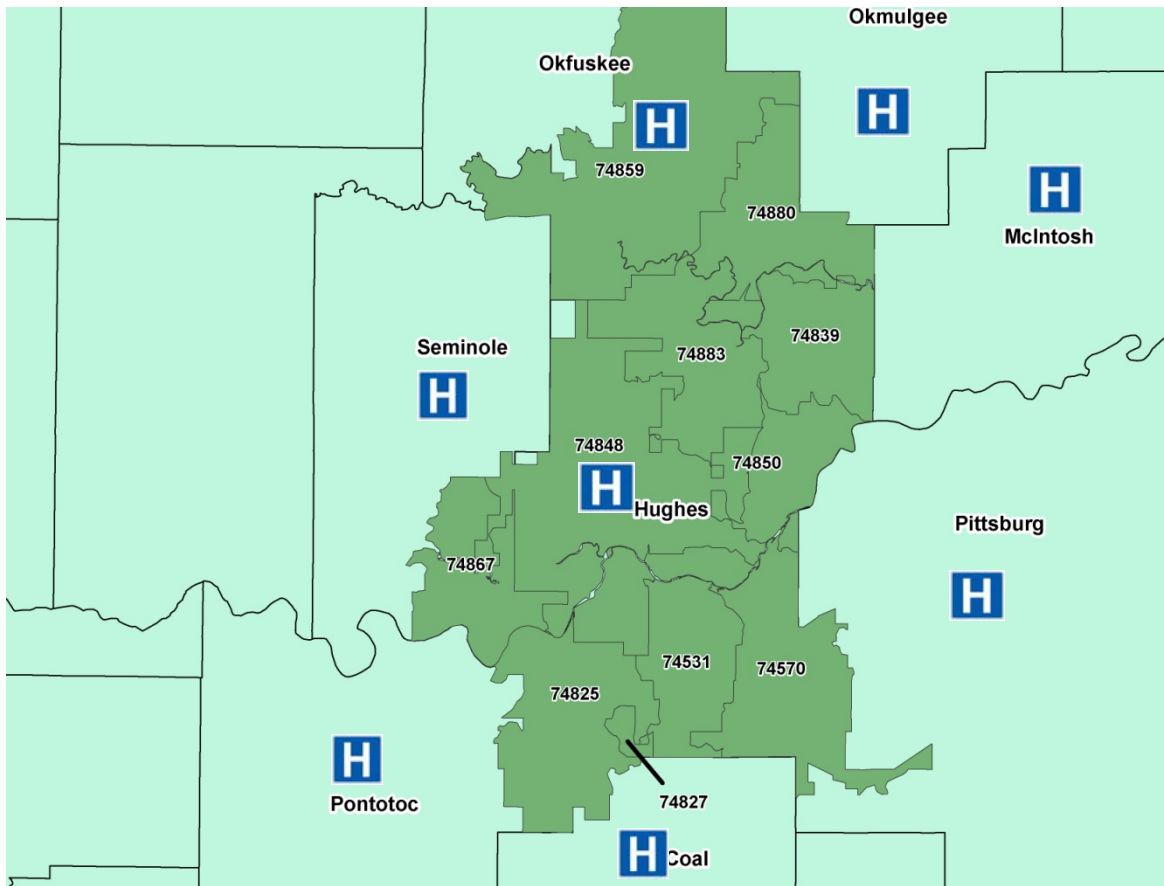 Okmulgee
Okfuskee
H
H
74859
H
74880
McIntosh
74839
Seminole
74883
H
74848
74850
H
Hughes
Pittsburg
74867
H
74531
74570
74825
H
Pontotoc
74827
H
Coal